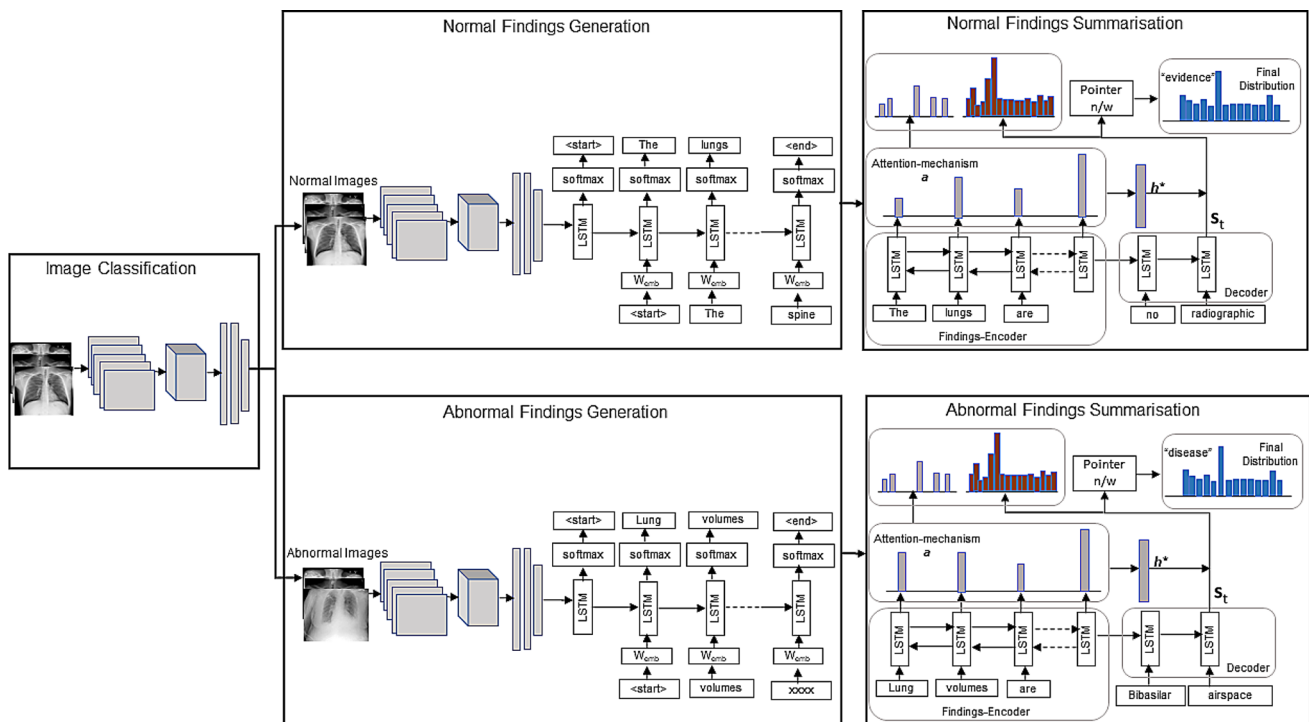 Image Classification
Normal Findings Generation
Normal Images
<start>
The
lungs
<end>
softmax
softmax
softmax
softmax
LSTM
LSTM
LSTM
LSTM
Wemb
Wemb
Wemb
<start>
The
spine
Normal Findings Summarisation
"evidence"
Final
Distribution
Pointer
n/w
Attention-mechanism
a
h*
St
LSTM
LSTM
LSTM
LSTM
LSTM
LSTM
Decoder
The
lungs
are
no
radiographic
Findings-Encoder
Abnormal Findings Generation
Abnormal Images
<start>
Lung
volumes
<end>
softmax
softmax
softmax
softmax
LSTM
LSTM
LSTM
LSTM
Wemb
Wemb
Wemb
<start>
volumes
xxxx
Abnormal Findings Summarisation
"disease"
Final
Distribution
Pointer
n/w
Attention-mechanism
a
h*
St
LSTM
LSTM
LSTM
LSTM
LSTM
LSTM
Decoder
Lung
volumes
are
Bibasilar
airspace
Findings-Encoder